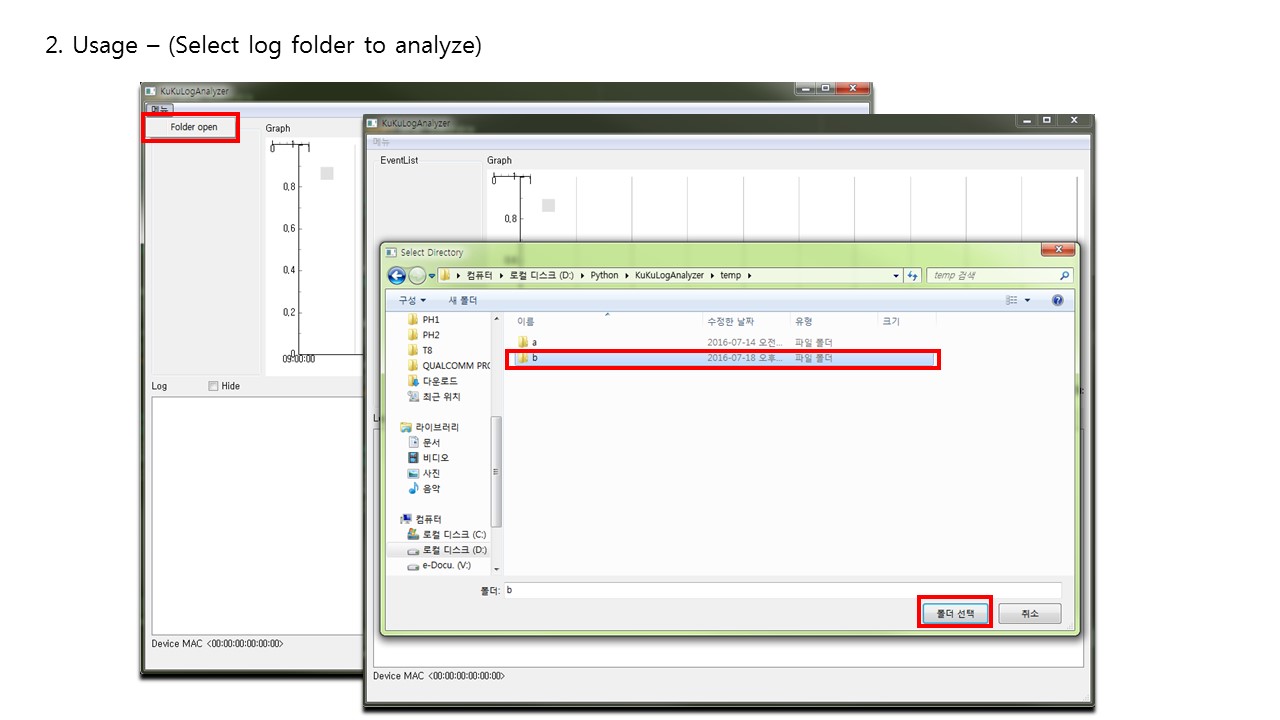 2. Usage – (Select log folder to analyze)
KuKuLogAnalyzer
메뉴
Folder open
Graph
0 1
0,8
0,6
0,4
0,2
0
09:00:00
Log
Hide
Device MAC <00:00:00:00:00:00>
KuKuLogAnalyzer
메뉴
EventList
Graph
0 1
0,8
Select Directory
컴퓨터 로컬 디스크 (D:) Python KuKuLogAnalyzer temp
temp 검색
구성 새 폴더
PH1
PH2
T8
QUALCOMM PRO
다운로드
최근 위치
라이브러리
문서
비디오
사진
음악
컴퓨터
로컬 디스크 (C:)
로컬 디스크 (D:)
e-Docu. (V:)
이름 수정한 날짜 유형 크기
a 2016-07-14 오전... 파일 폴더
b 2016-07-18 오후... 파일 폴더
폴더: b
폴더 선택 취소
Device MAC <00:00:00:00:00:00>